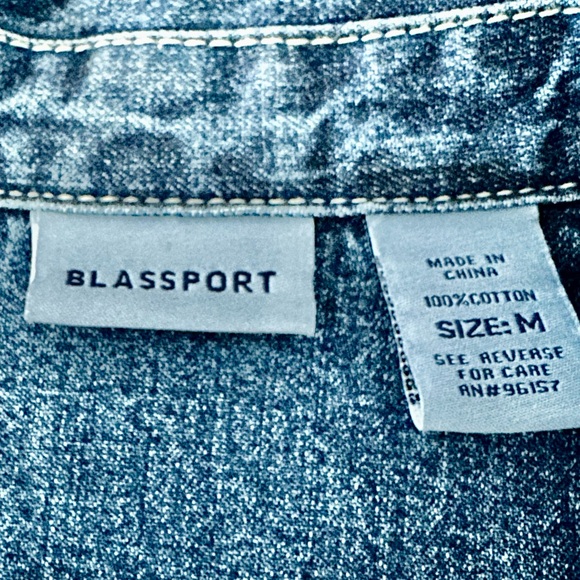 BLASSPORT
MADE IN
CHINA
100%COTTON
SIZE: M
SEE REVERSE
FOR CARE
RN#96157